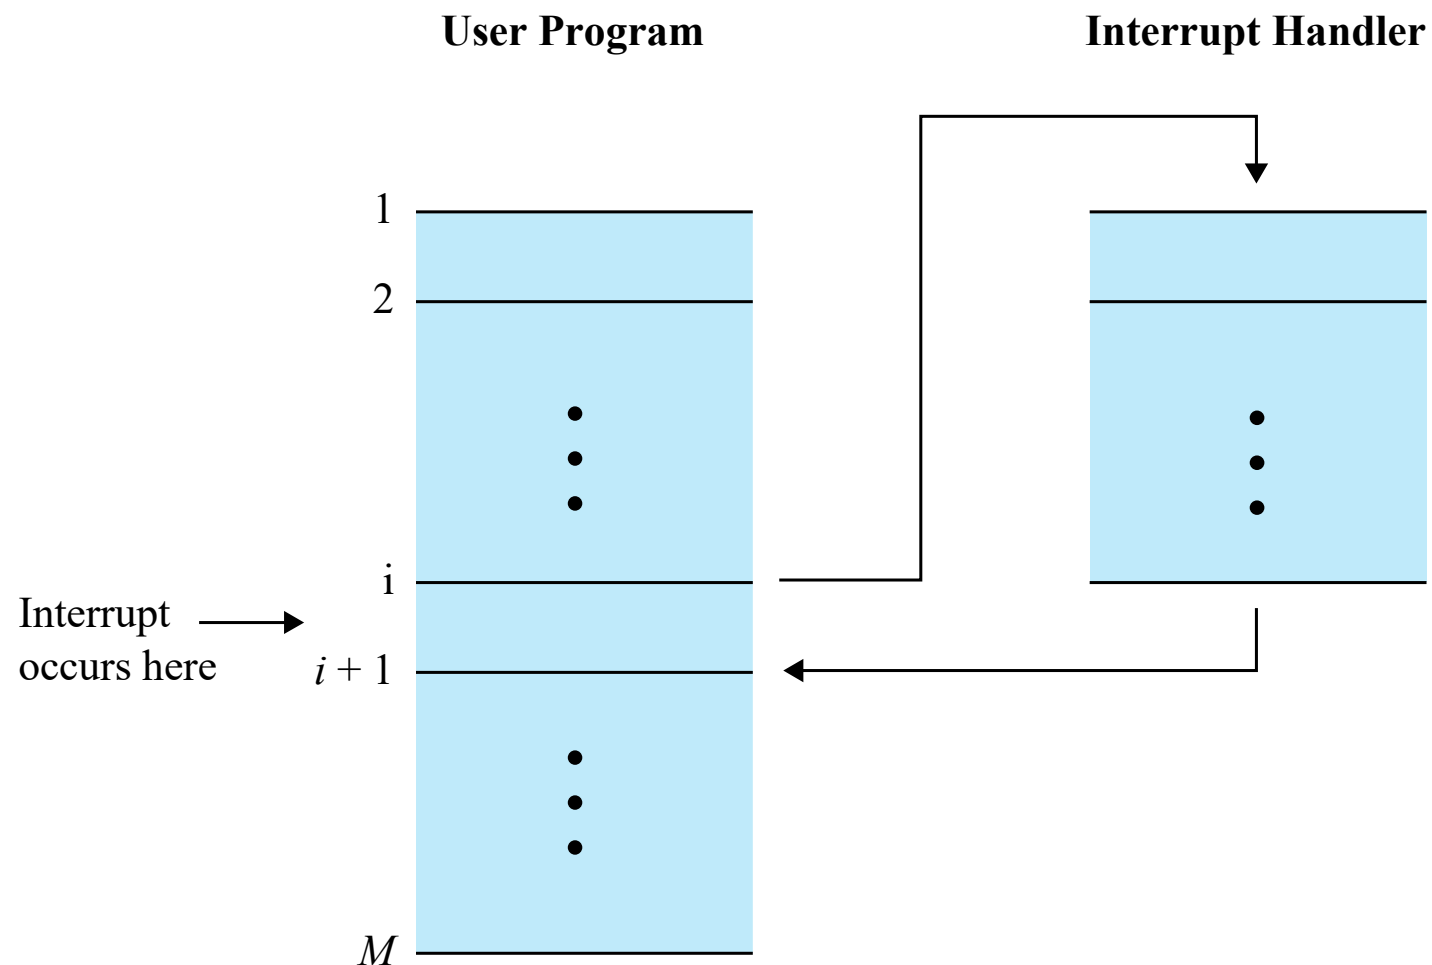 User Program
Interrupt Handler
1
2
i
Interrupt
occurs here
i + 1
M